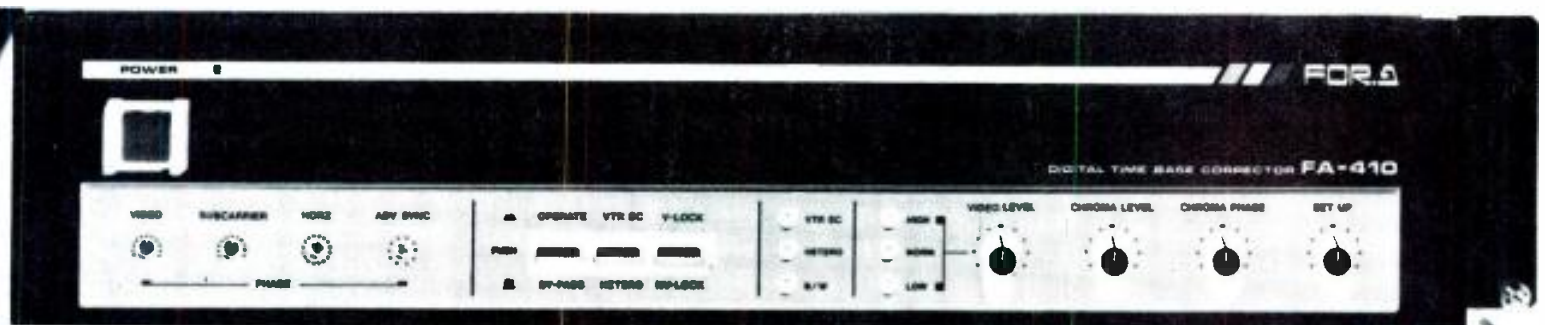 POWER
FOR.A
DIGITAL TIME BASE CORRECTOR FA-410
VIDEO SUBCARRIER HORZ ADV SYNC
PHASE
OPERATE VTR SC V-LOCK
PUSH
BY-PASS HETERO NV-LOCK
VTR SC
HETERO
B/W
HIGH
NORM
LOW
VIDEO LEVEL CHROMA LEVEL CHROMA PHASE SET UP